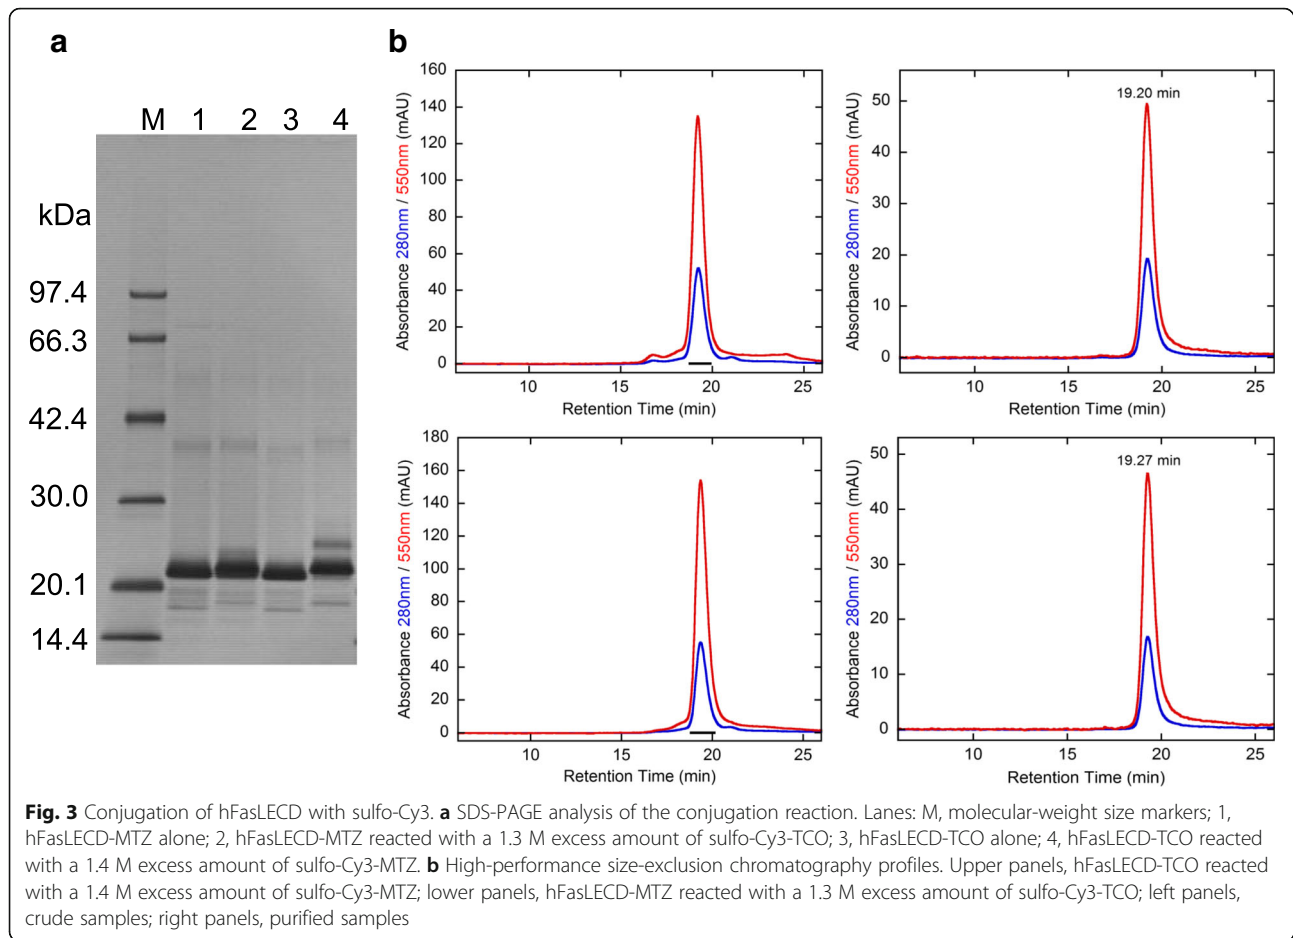 a
b
M 1 2 3 4
kDa
97.4
66.3
42.4
30.0
20.1
14.4
160
140
120
100
80
60
40
20
0
Absorbance 280nm / 550nm (mAU)
10 15 20 25
Retention Time (min)
19.20 min
50
40
30
20
10
0
Absorbance 280nm / 550nm (mAU)
10 15 20 25
Retention Time (min)
180
160
140
120
100
80
60
40
20
0
Absorbance 280nm / 550nm (mAU)
10 15 20 25
Retention Time (min)
19.27 min
50
40
30
20
10
0
Absorbance 280nm / 550nm (mAU)
10 15 20 25
Retention Time (min)
Fig. 3 Conjugation of hFasLECD with sulfo-Cy3. a SDS-PAGE analysis of the conjugation reaction. Lanes: M, molecular-weight size markers; 1,
hFasLECD-MTZ alone; 2, hFasLECD-MTZ reacted with a 1.3 M excess amount of sulfo-Cy3-TCO; 3, hFasLECD-TCO alone; 4, hFasLECD-TCO reacted
with a 1.4 M excess amount of sulfo-Cy3-MTZ. b High-performance size-exclusion chromatography profiles. Upper panels, hFasLECD-TCO reacted
with a 1.4 M excess amount of sulfo-Cy3-MTZ; lower panels, hFasLECD-MTZ reacted with a 1.3 M excess amount of sulfo-Cy3-TCO; left panels,
crude samples; right panels, purified samples